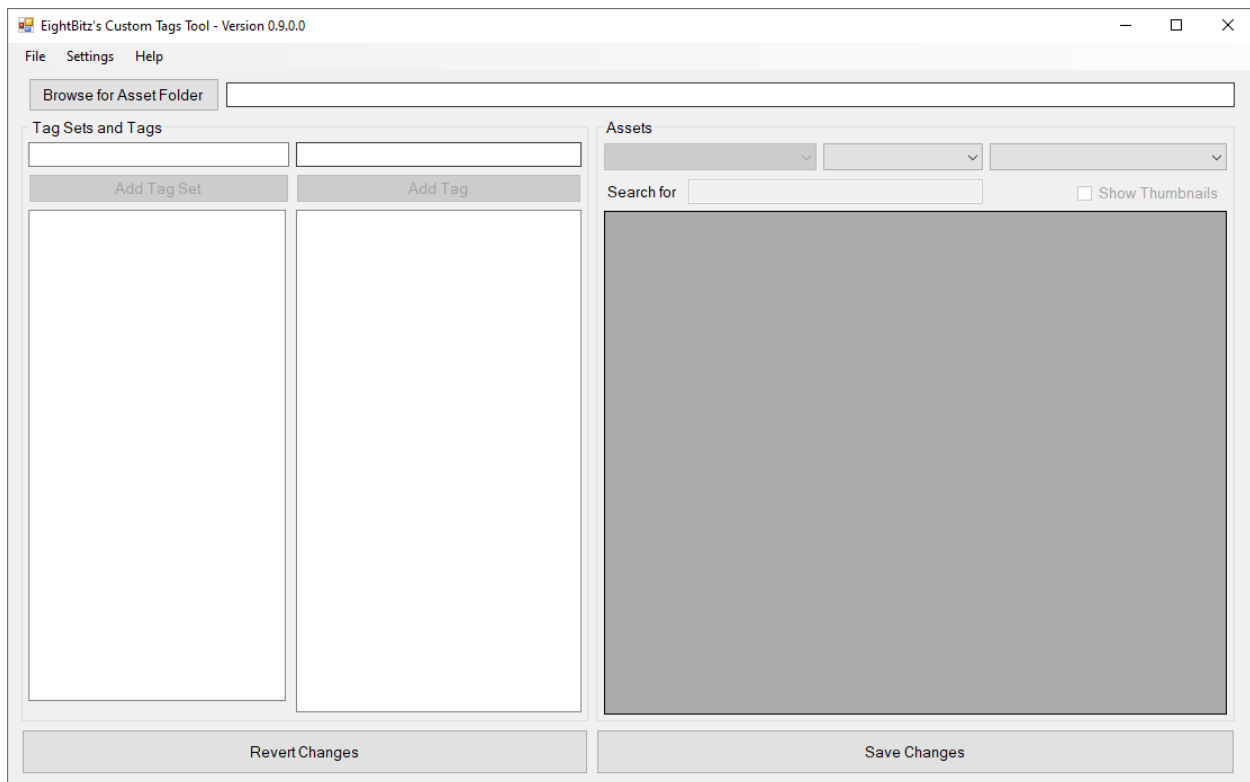 EightBitz's Custom Tags Tool - Version 0.9.0.0
File Settings Help
Browse for Asset Folder
Tag Sets and Tags
Assets
Add Tag Set
Add Tag
Search for
Show Thumbnails
Revert Changes
Save Changes